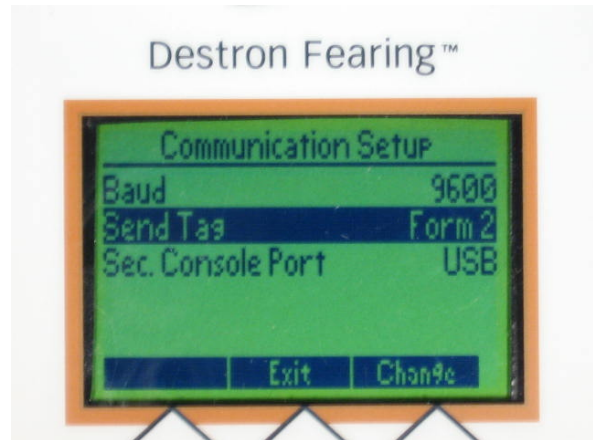 Destron Fearing™
Communication Setup
Baud 9600
Send Tag Form 2
Sec. Console Port USB
Exit Change